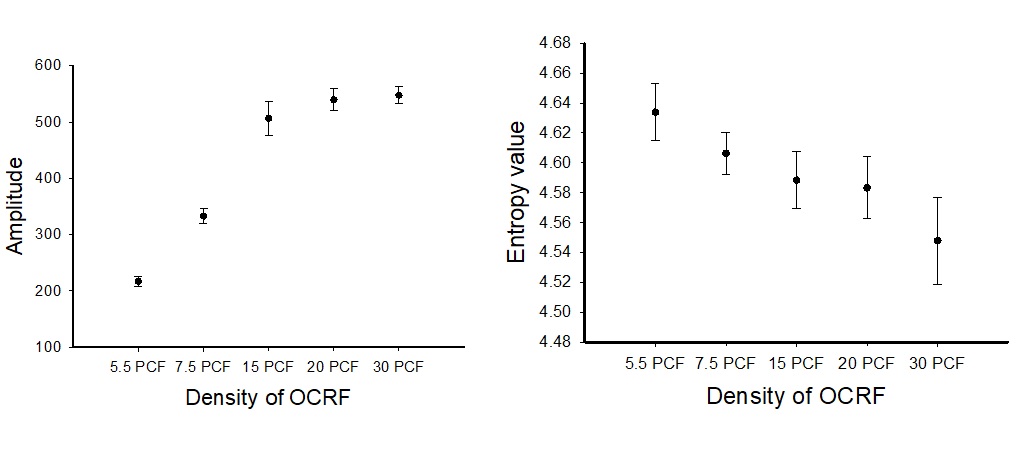 600
500
400
300
200
100
Amplitude
5.5 PCF 7.5 PCF 15 PCF 20 PCF 30 PCF
Density of OCRF
4.68
4.66
4.64
4.62
4.60
4.58
4.56
4.54
4.52
4.50
4.48
Entropy value
5.5 PCF 7.5 PCF 15 PCF 20 PCF 30 PCF
Density of OCRF